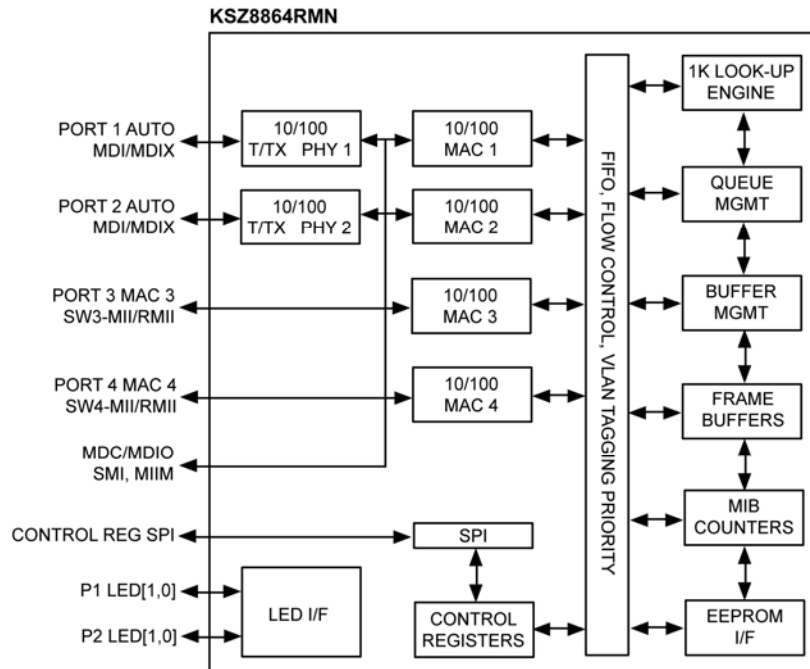 KSZ8864RMN
PORT 1 AUTO
MDI/MDIX
10/100
T/TX PHY 1
10/100
MAC 1
1K LOOK-UP
ENGINE
PORT 2 AUTO
MDI/MDIX
10/100
T/TX PHY 2
10/100
MAC 2
QUEUE
MGMT
PORT 3 MAC 3
SW3-MII/RMII
10/100
MAC 3
BUFFER
MGMT
PORT 4 MAC 4
SW4-MII/RMII
10/100
MAC 4
FRAME
BUFFERS
FIFO, FLOW CONTROL, VLAN TAGGING PRIORITY
MDC/MDIO
SMI, MIIM
MIB
COUNTERS
CONTROL REG SPI
SPI
P1 LED[1,0]
P2 LED[1,0]
LED I/F
CONTROL
REGISTERS
EEPROM
I/F